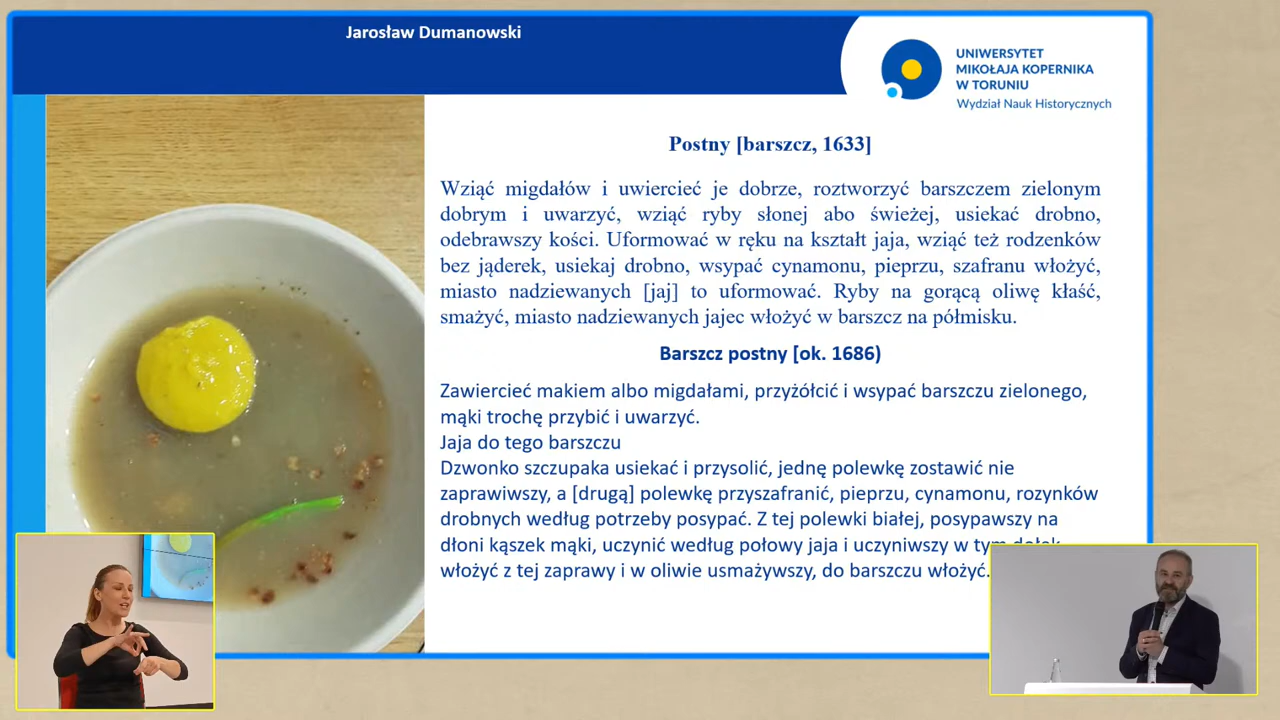 Jarosław Dumanowski
UNIWERSYTET
MIKOŁAJA KOPERNIKA
W TORUNIU
Wydział Nauk Historycznych
Postny [barszcz, 1633]
Wziąć migdałów i uwiercieć je dobrze, roztworzyć barszczem zielonym
dobrym i uwarzyć, wziąć ryby słonej abo świeżej, usiekać drobno,
odebrawszy kości. Uformować w ręku na kształt jaja, wziąć też rodzenków
bez jąderek, usiekaj drobno, wsypać cynamonu, pieprzu, szafranu włożyć,
miasto nadziewanych [jaj] to uformować. Ryby na gorącą oliwę kłaść,
smażyć, miasto nadziewanych jajec włożyć w barszcz na półmisku.
Barszcz postny [ok. 1686)
Zawiercieć makiem albo migdałami, przyżółcić i wsypać barszczu zielonego,
mąki trochę przybić i uwarzyć.
Jaja do tego barszczu
Dzwonko szczupaka usiekać i przysolić, jednę polewkę zostawić nie
zaprawiwszy, a [drugą] polewkę przyszafranić, pieprzu, cynamonu, rozynków
drobnych według potrzeby posypać. Z tej polewki białej, posypawszy na
dłoni kąszek mąki, uczynić według połowy jaja i uczyniwszy w tym dołek
włożyć z tej zaprawy i w oliwie usmażywszy, do barszczu włożyć.